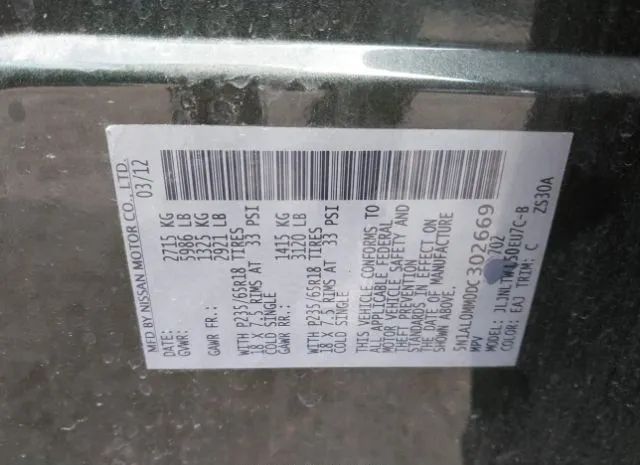 MFD BY NISSAN MOTOR CO., LTD.
DATE: 03/12
GVWR: 2715 KG
5986 LB
GAWR FR: 1325 KG
2921 LB
WITH P235/65R18 TIRES
18 X 7.5 RIMS AT 33 PSI
COLD SINGLE
GAWR RR: 1415 KG
3120 LB
WITH P235/65R18 TIRES
18 X 7.5 RIMS AT 33 PSI
COLD SINGLE
THIS VEHICLE CONFORMS TO
ALL APPLICABLE FEDERAL
MOTOR VEHICLE SAFETY AND
THEFT PREVENTION
STANDARDS IN EFFECT ON
THE DATE OF MANUFACTURE
SHOWN ABOVE.
5N1AL0MM0DC302669
MPV
MODEL: JLJNLTWL50EU7C-B
COLOR: EAJ TRIM: C ZS30A